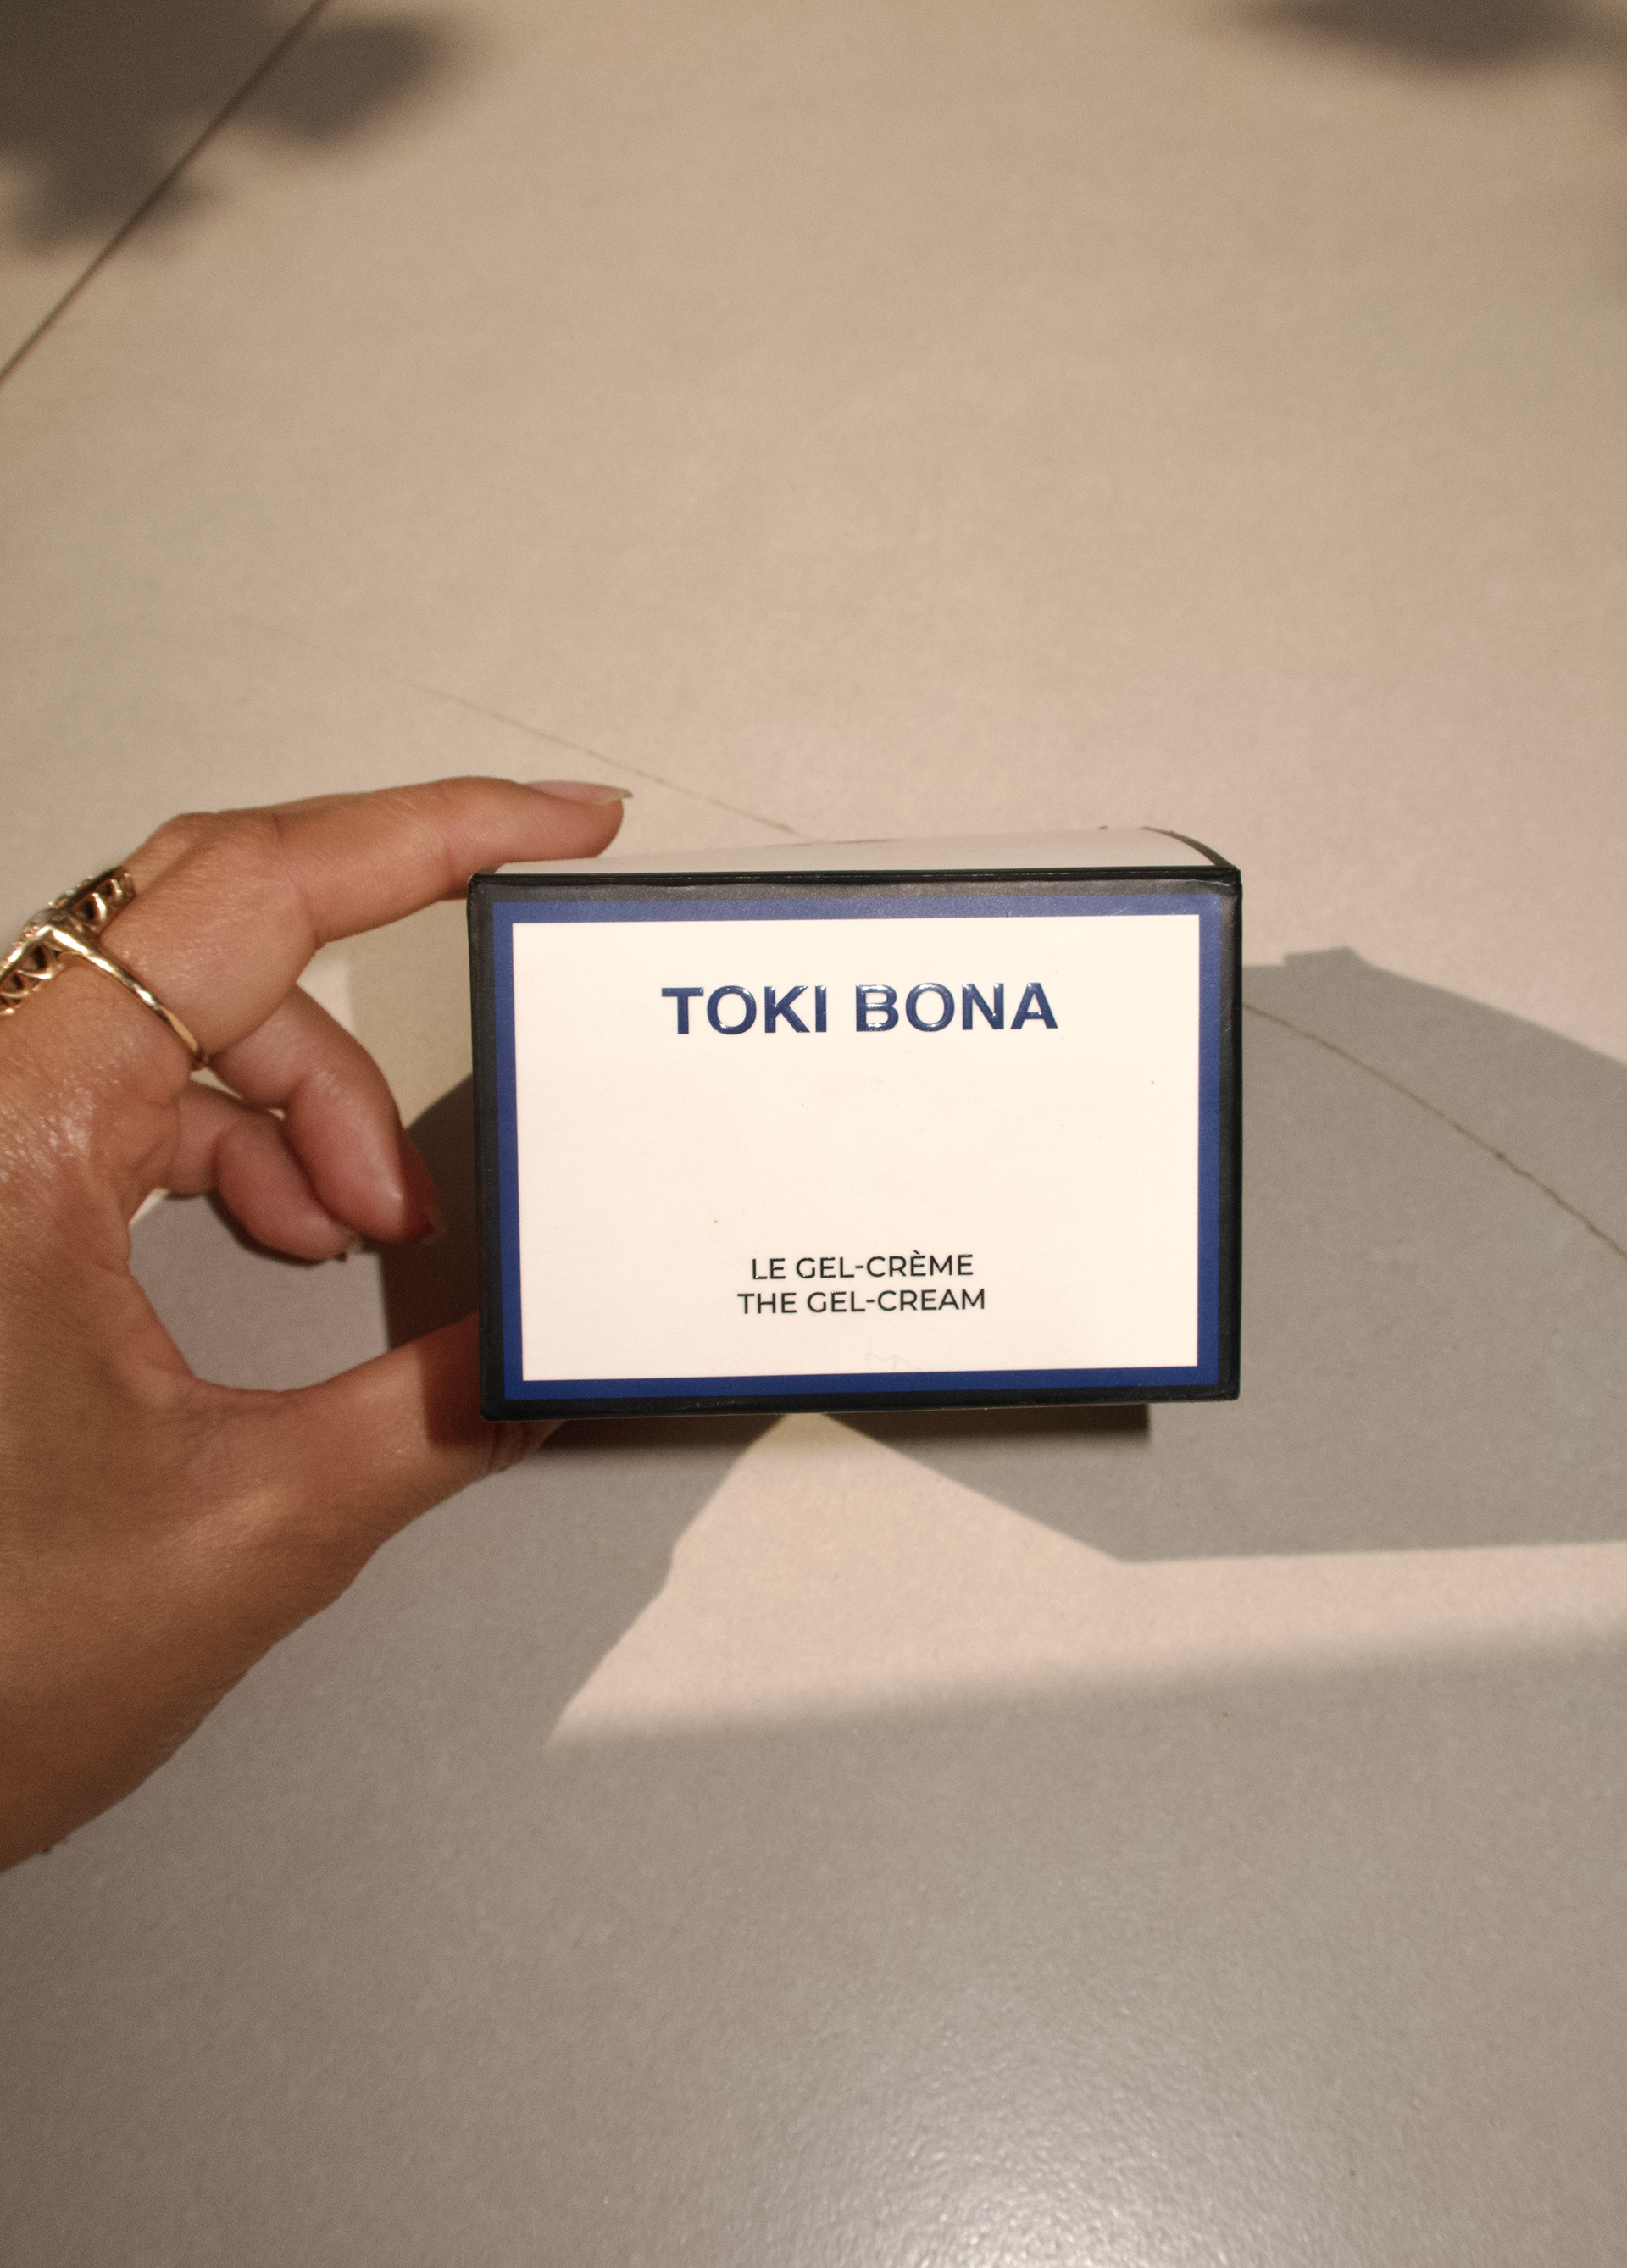 TOKI BONA
LE GEL-CRÈME
THE GEL-CREAM